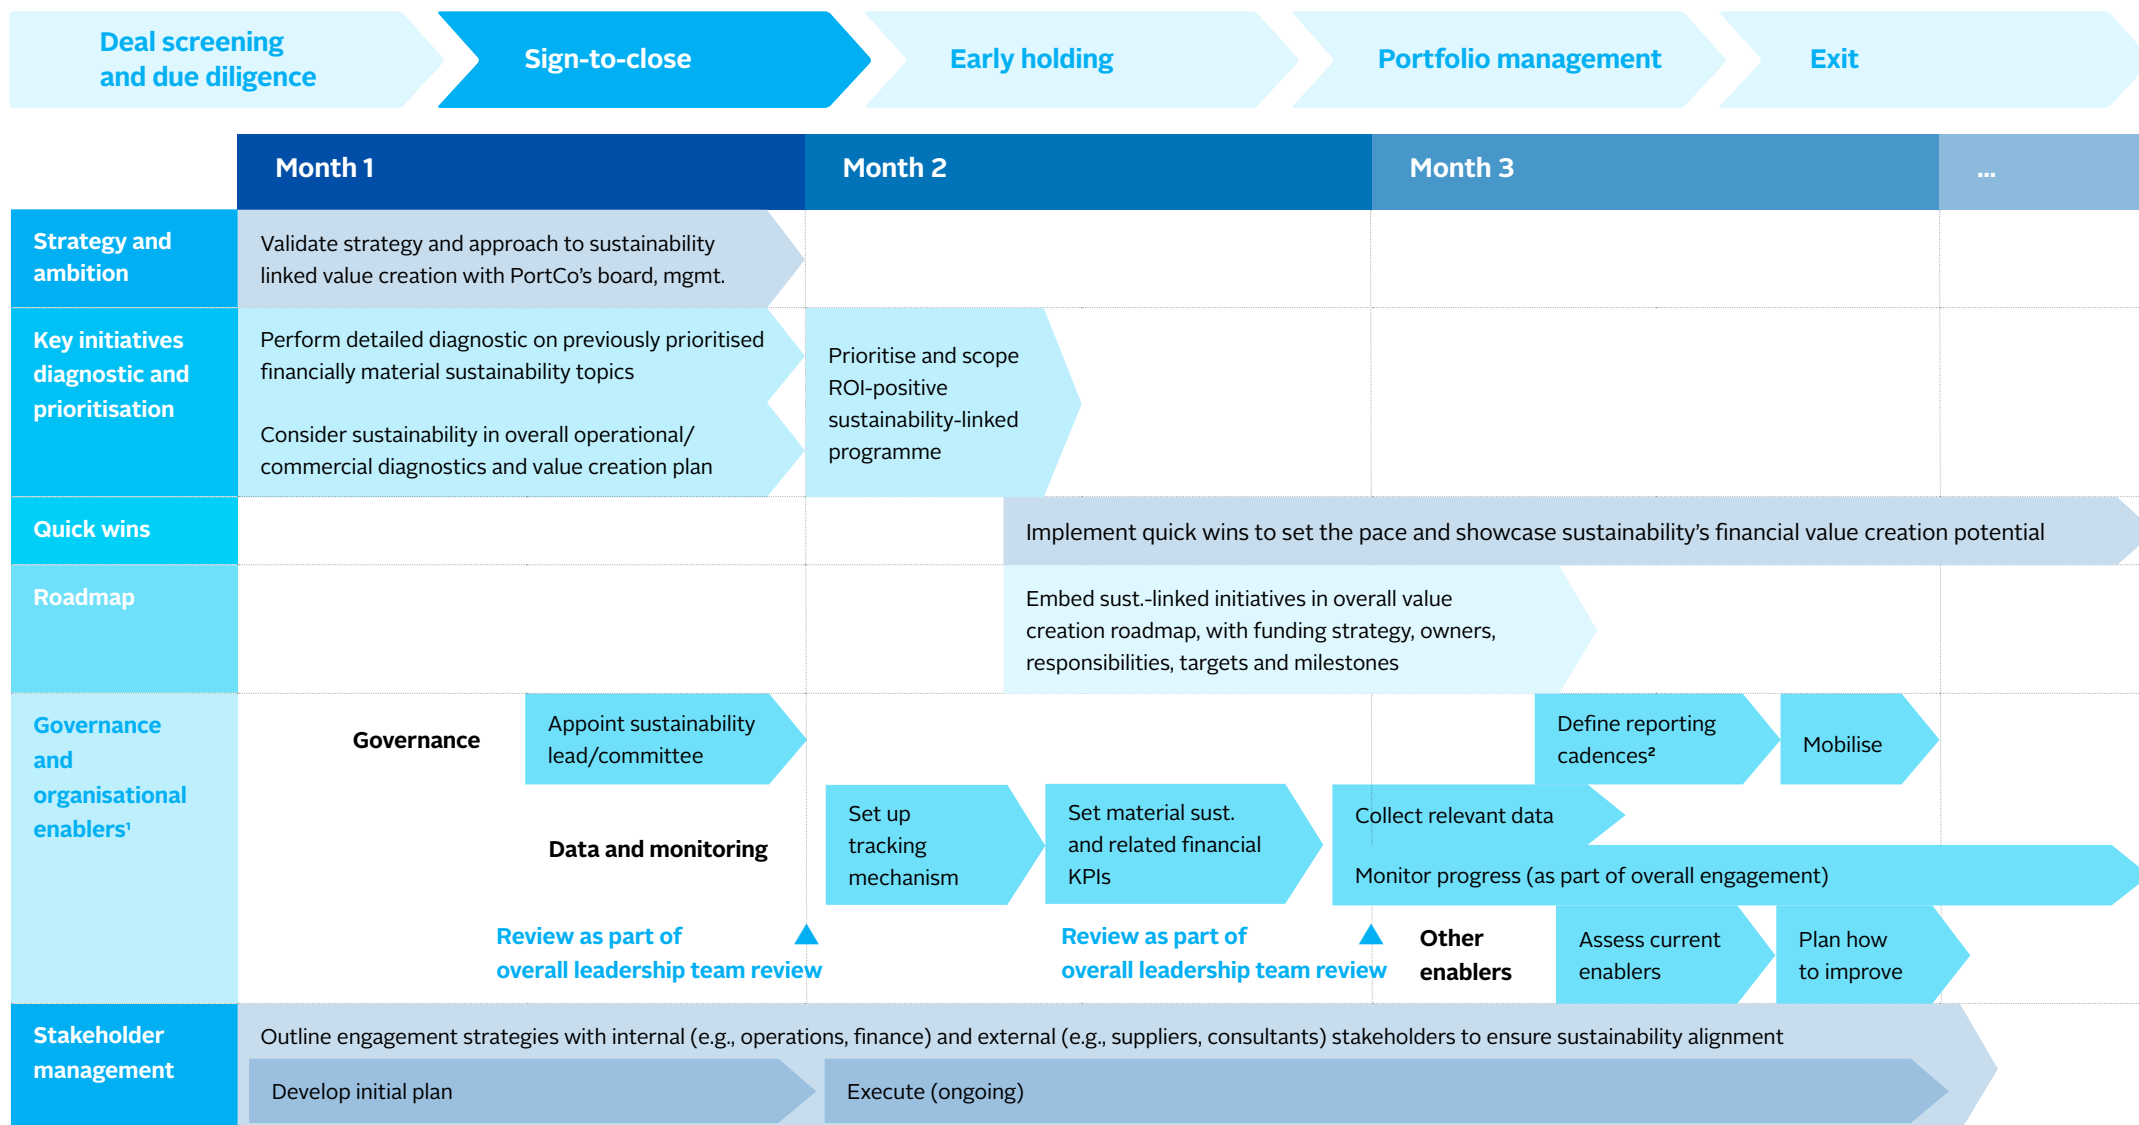 Deal screening
and due diligence
Sign-to-close
Early holding
Portfolio management
Exit
Month 1
Month 2
Month 3
...
Strategy and
ambition
Validate strategy and approach to sustainability
linked value creation with PortCo's board, mgmt.
Key initiatives
diagnostic and
prioritisation
Perform detailed diagnostic on previously prioritised
financially material sustainability topics
Consider sustainability in overall operational/
commercial diagnostics and value creation plan
Prioritise and scope
ROI-positive
sustainability-linked
programme
Quick wins
Implement quick wins to set the pace and showcase sustainability's financial value creation potential
Roadmap
Embed sust.-linked initiatives in overall value
creation roadmap, with funding strategy, owners,
responsibilities, targets and milestones
Governance
and
organisational
enablers¹
Governance
Appoint sustainability
lead/committee
Define reporting
cadences²
Mobilise
Data and monitoring
Set up
tracking
mechanism
Set material sust.
and related financial
KPIs
Collect relevant data
Monitor progress (as part of overall engagement)
Review as part of
overall leadership team review
Review as part of
overall leadership team review
Other
enablers
Assess current
enablers
Plan how
to improve
Stakeholder
management
Outline engagement strategies with internal (e.g., operations, finance) and external (e.g., suppliers, consultants) stakeholders to ensure sustainability alignment
Develop initial plan
Execute (ongoing)